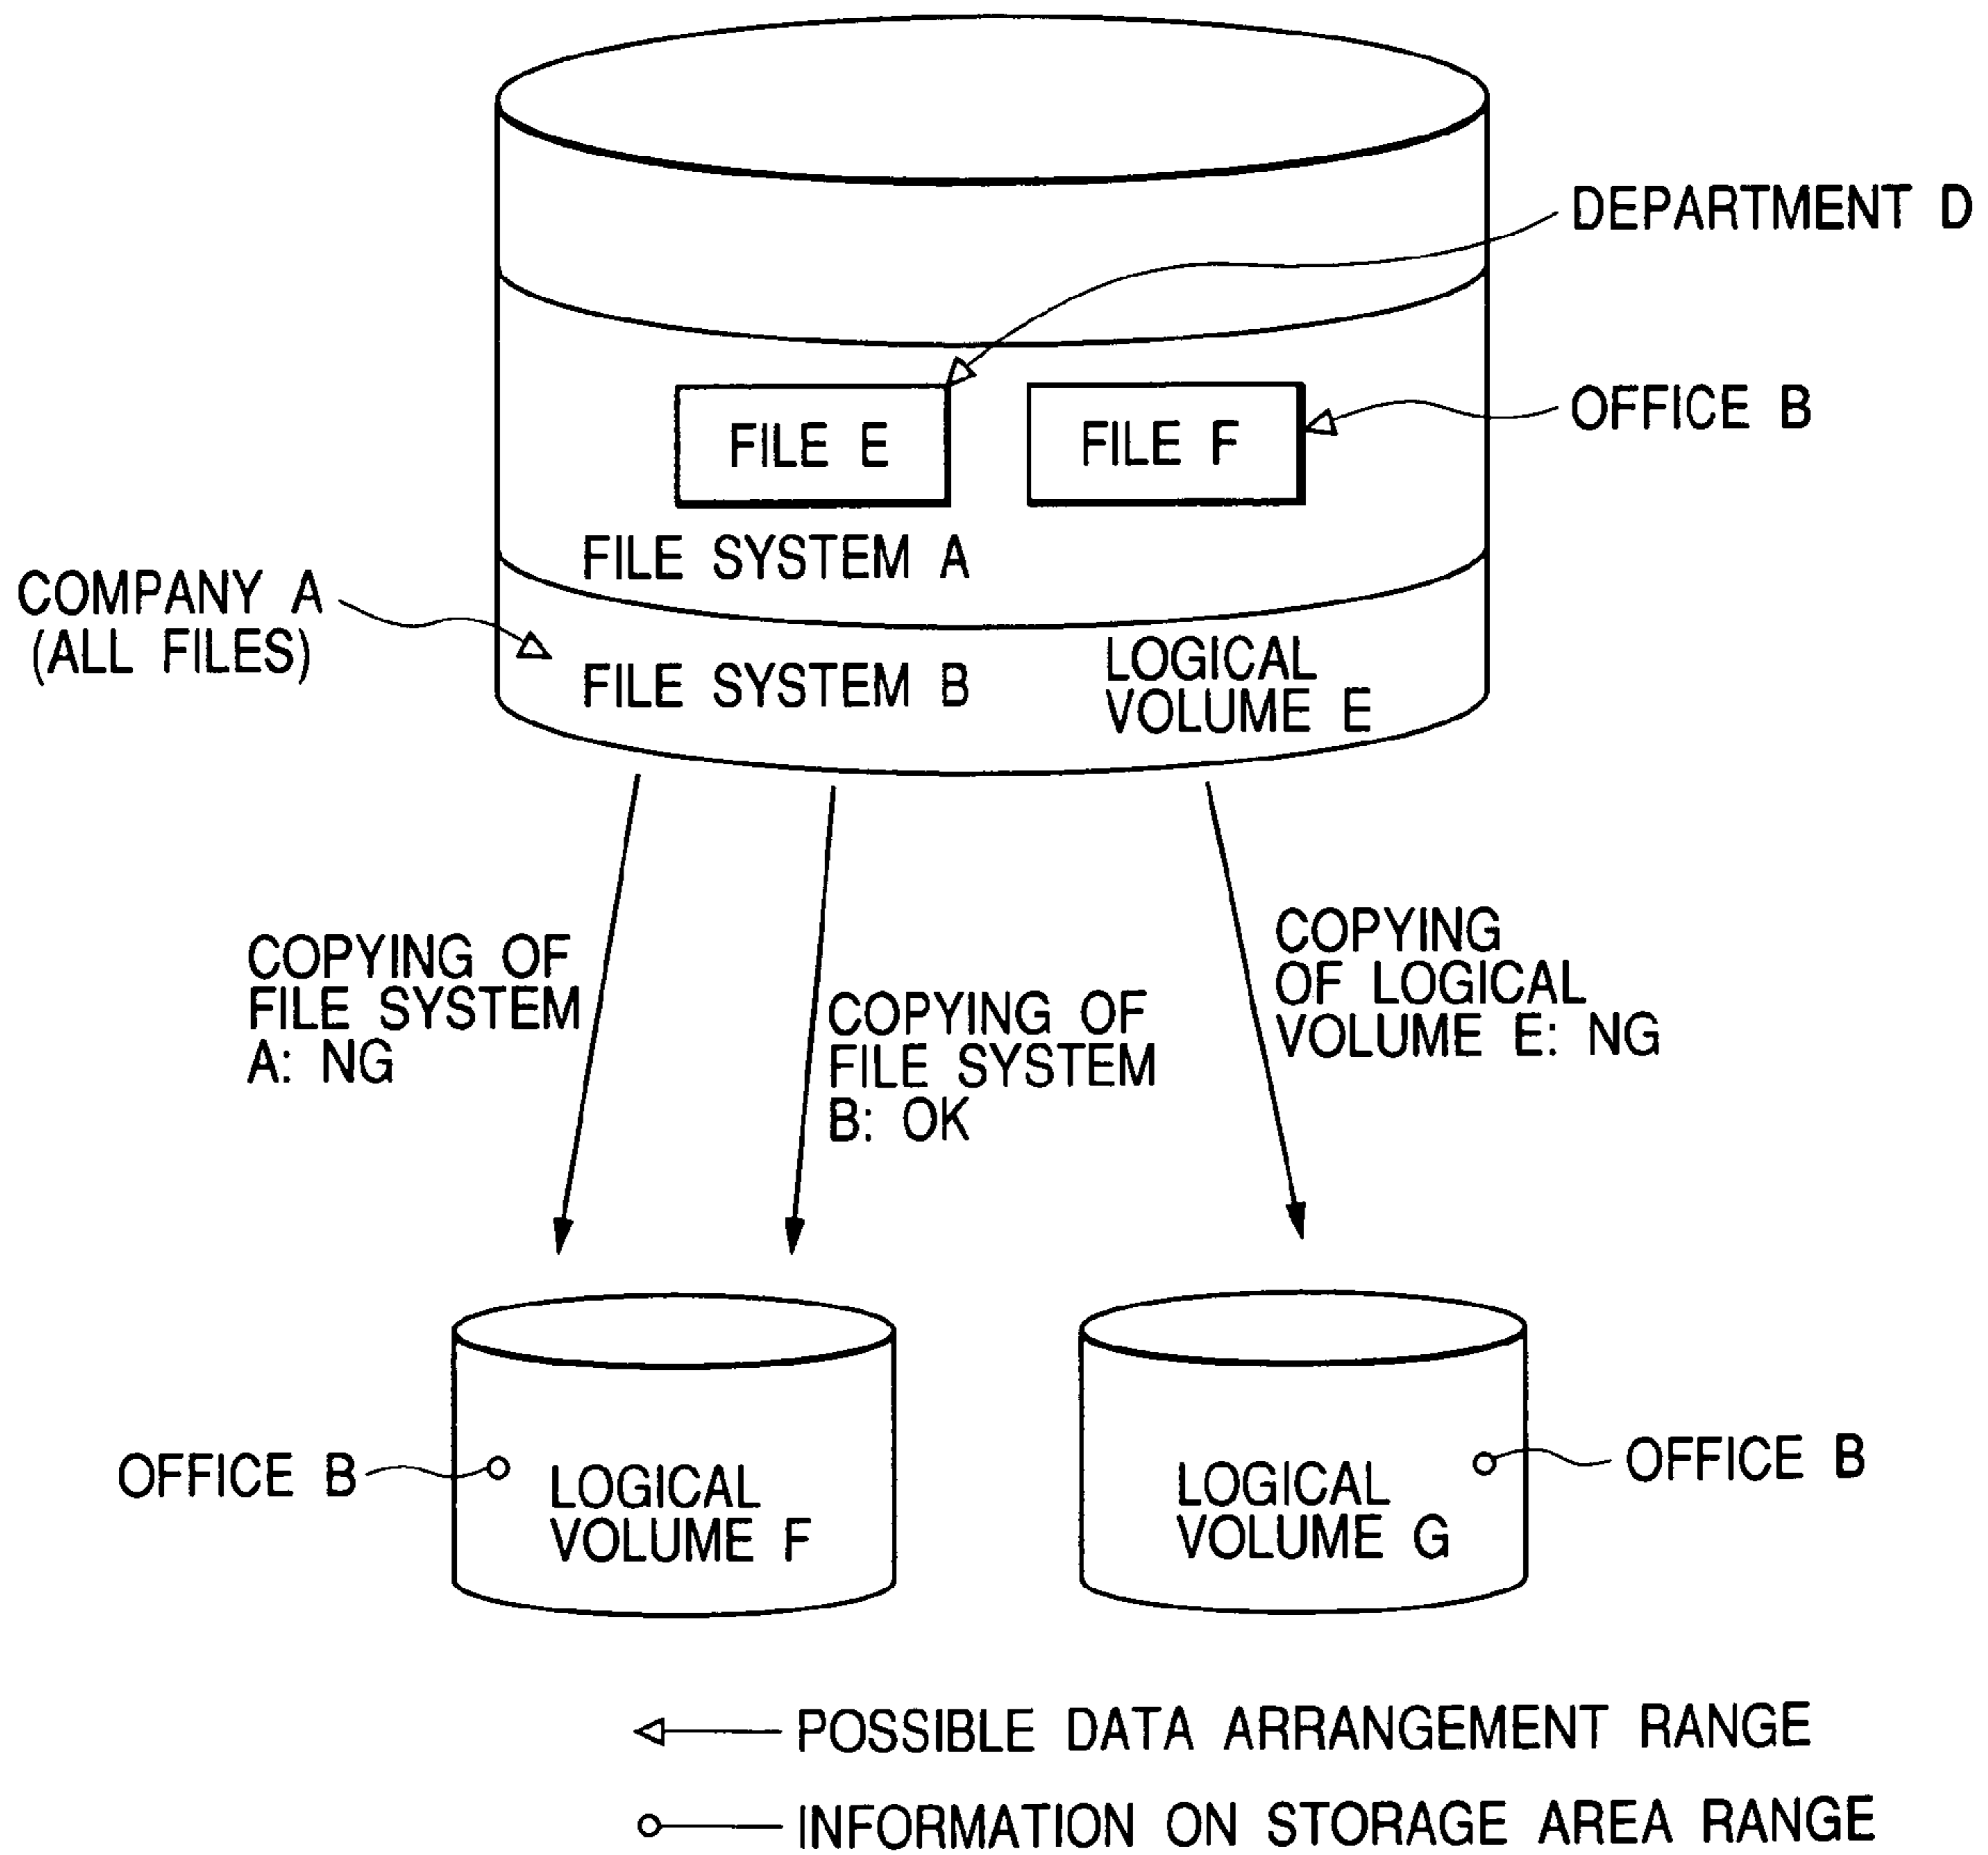 DEPARTMENT D
FILE E
FILE F
OFFICE B
FILE SYSTEM A
COMPANY A
(ALL FILES)
FILE SYSTEM B
LOGICAL
VOLUME E
COPYING OF
FILE SYSTEM
A: NG
COPYING OF
FILE SYSTEM
B: OK
COPYING
OF LOGICAL
VOLUME E: NG
OFFICE B
LOGICAL
VOLUME F
LOGICAL
VOLUME G
OFFICE B
POSSIBLE DATA ARRANGEMENT RANGE
INFORMATION ON STORAGE AREA RANGE